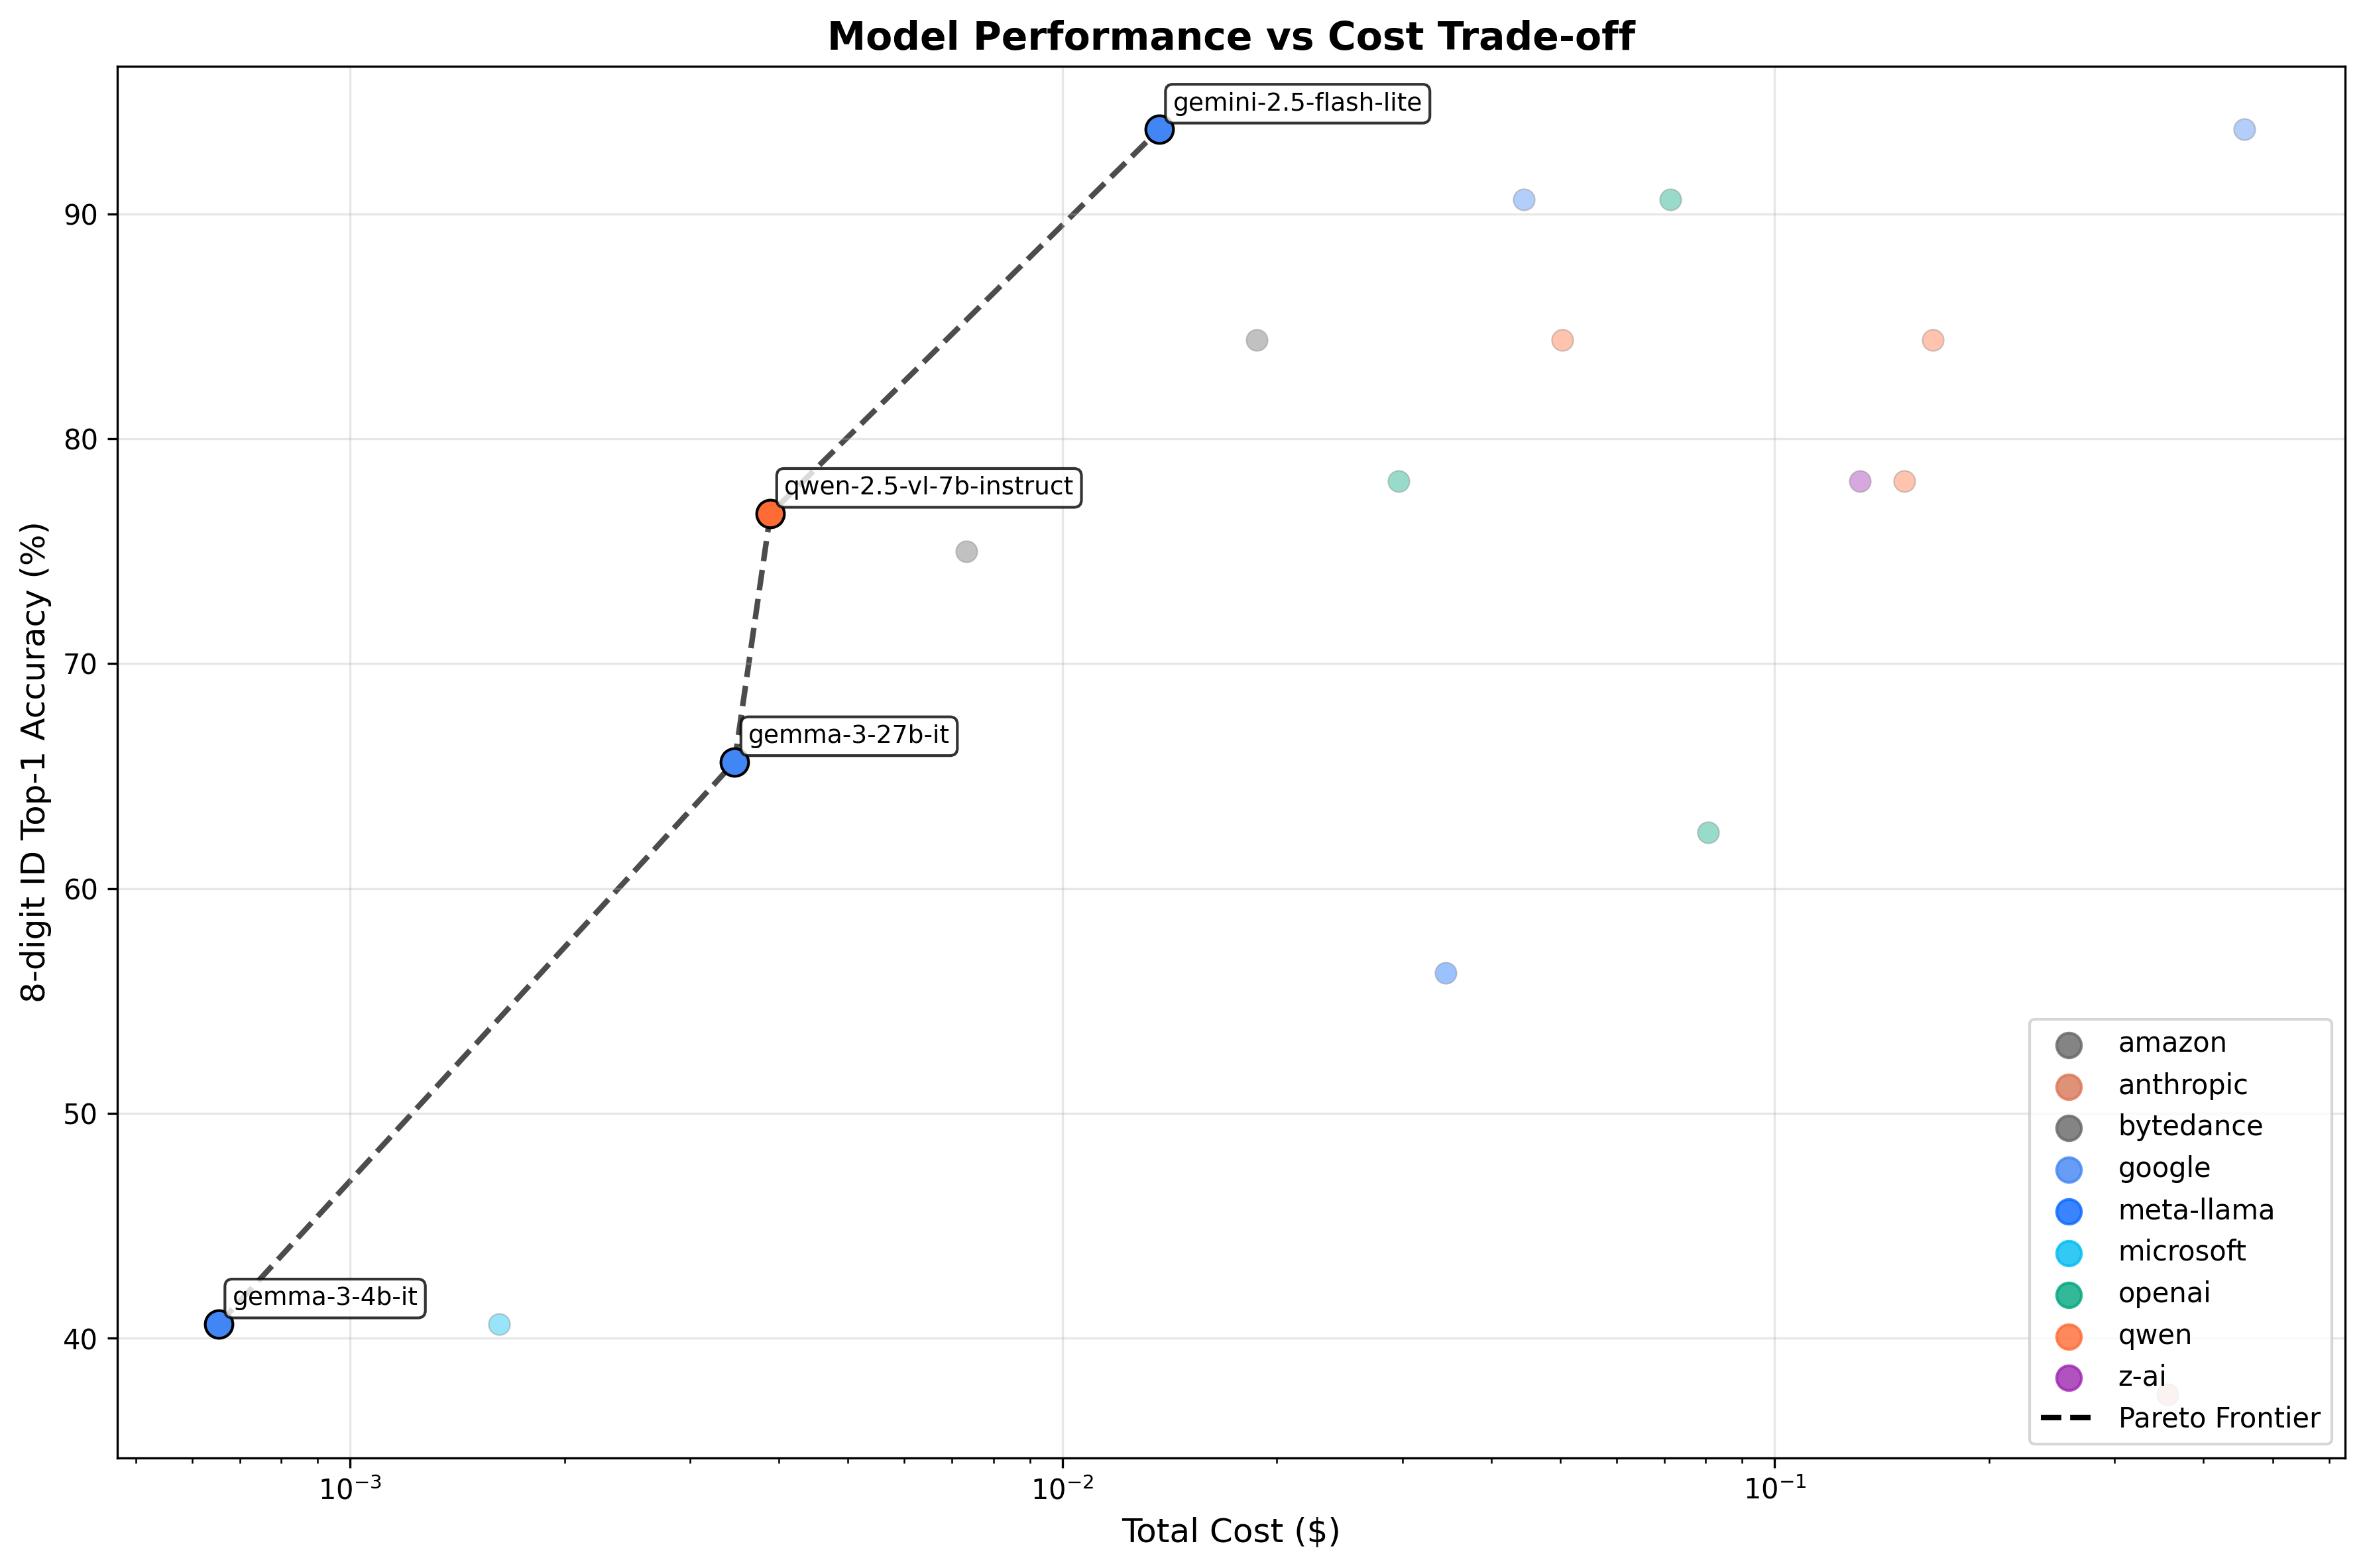 Model Performance vs Cost Trade-off
gemini-2.5-flash-lite
90
80
qwen-2.5-vl-7b-instruct
70
gemma-3-27b-it
60
50
gemma-3-4b-it
40
8-digit ID Top-1 Accuracy (%)
amazon
anthropic
bytedance
google
meta-llama
microsoft
openai
qwen
z-ai
Pareto Frontier
10⁻³ 10⁻² 10⁻¹
Total Cost ($)